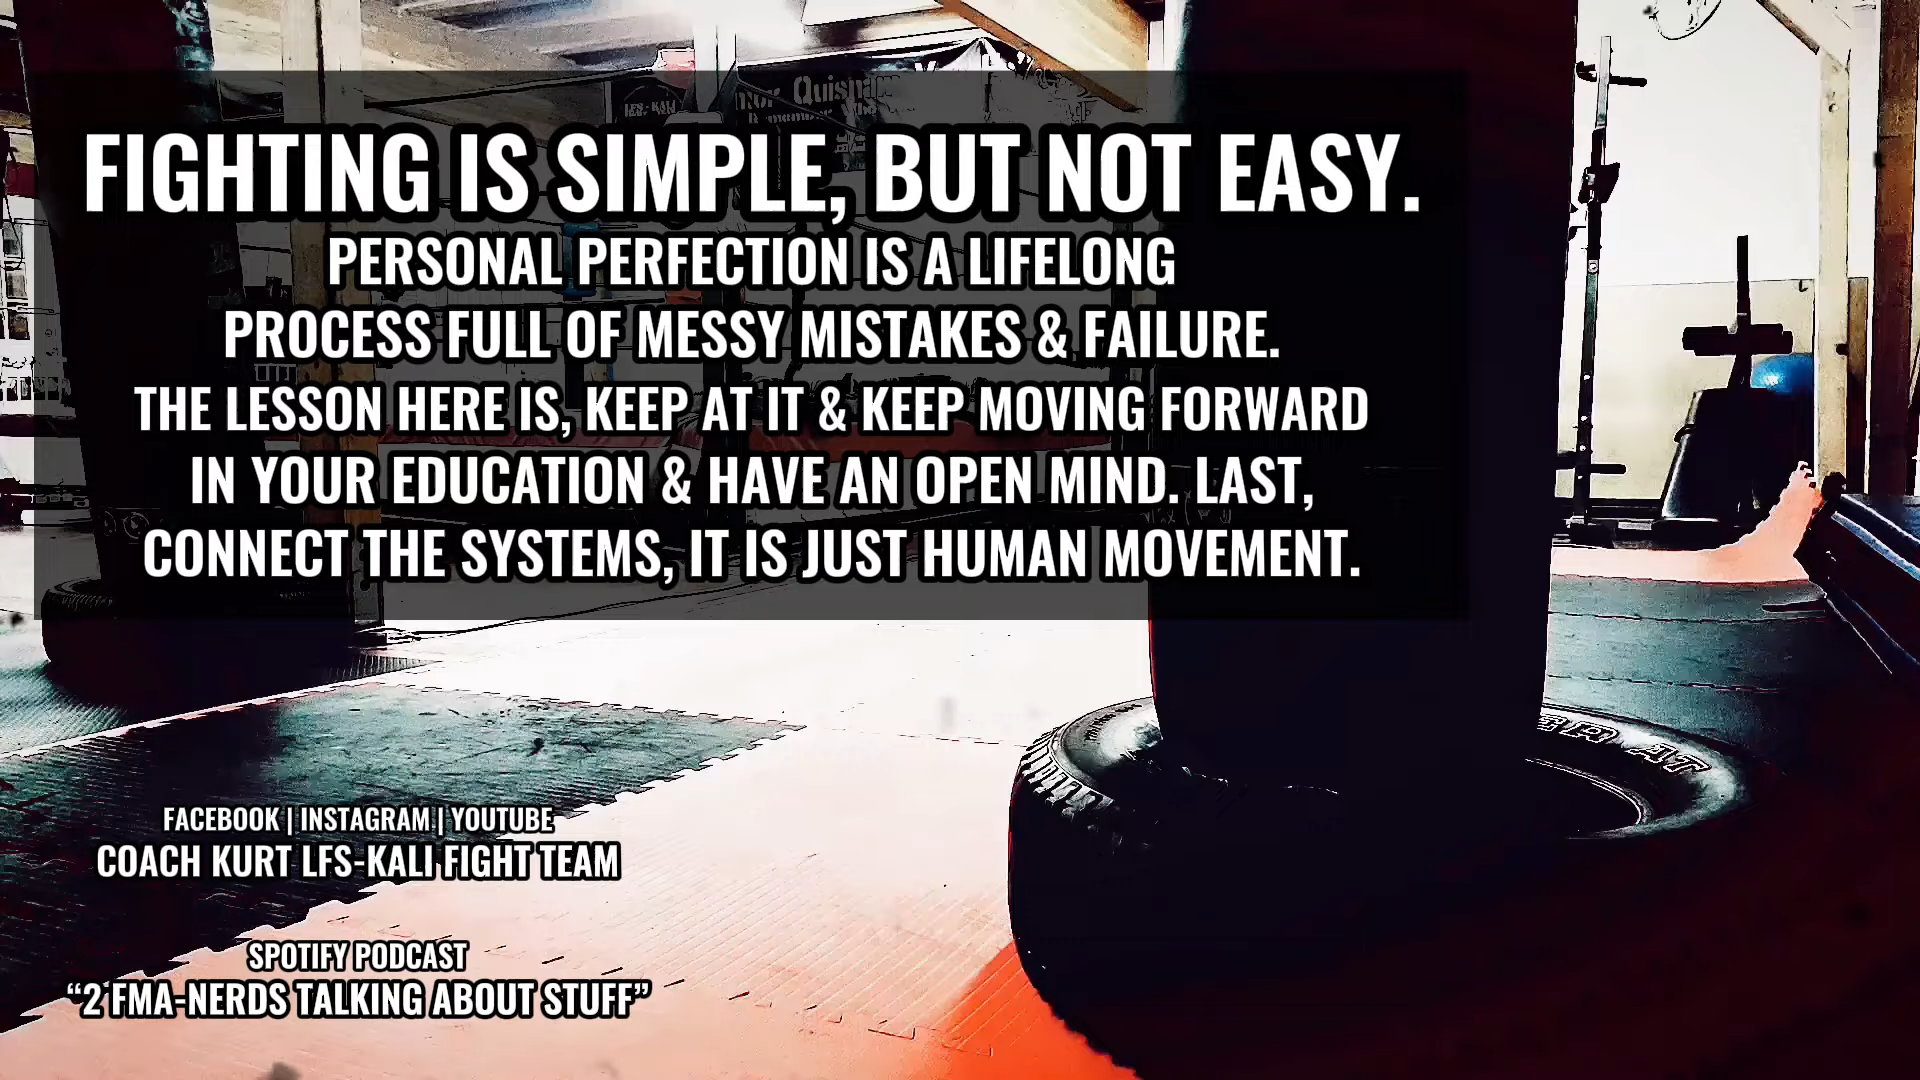 FIGHTING IS SIMPLE, BUT NOT EASY.
PERSONAL PERFECTION IS A LIFELONG
PROCESS FULL OF MESSY MISTAKES & FAILURE.
THE LESSON HERE IS, KEEP AT IT & KEEP MOVING FORWARD
IN YOUR EDUCATION & HAVE AN OPEN MIND. LAST,
CONNECT THE SYSTEMS, IT IS JUST HUMAN MOVEMENT.
FACEBOOK | INSTAGRAM | YOUTUBE
COACH KURT LFS-KALI FIGHT TEAM
SPOTIFY PODCAST
“2 FMA-NERDS TALKING ABOUT STUFF”
LFS-KALI
AT